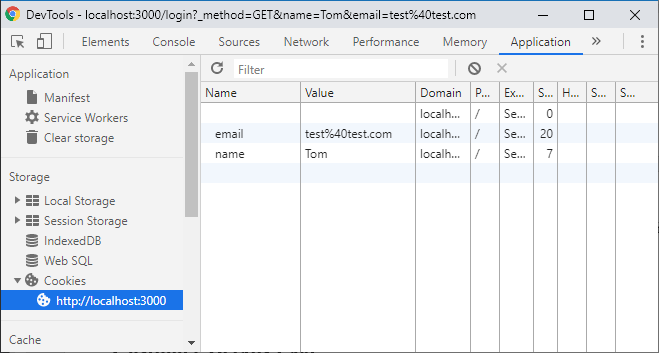 DevTools - localhost:3000/login?_method=GET&name=Tom&email=test%40test.com
Elements Console Sources Network Performance Memory Application »
Application
Manifest
Service Workers
Clear storage
Storage
Local Storage
Session Storage
IndexedDB
Web SQL
Cookies
http://localhost:3000
Cache
Filter
Name Value Domain P... Ex... S... H... S... S...
localh... / Se... 0
email test%40test.com localh... / Se... 20
name Tom localh... / Se... 7